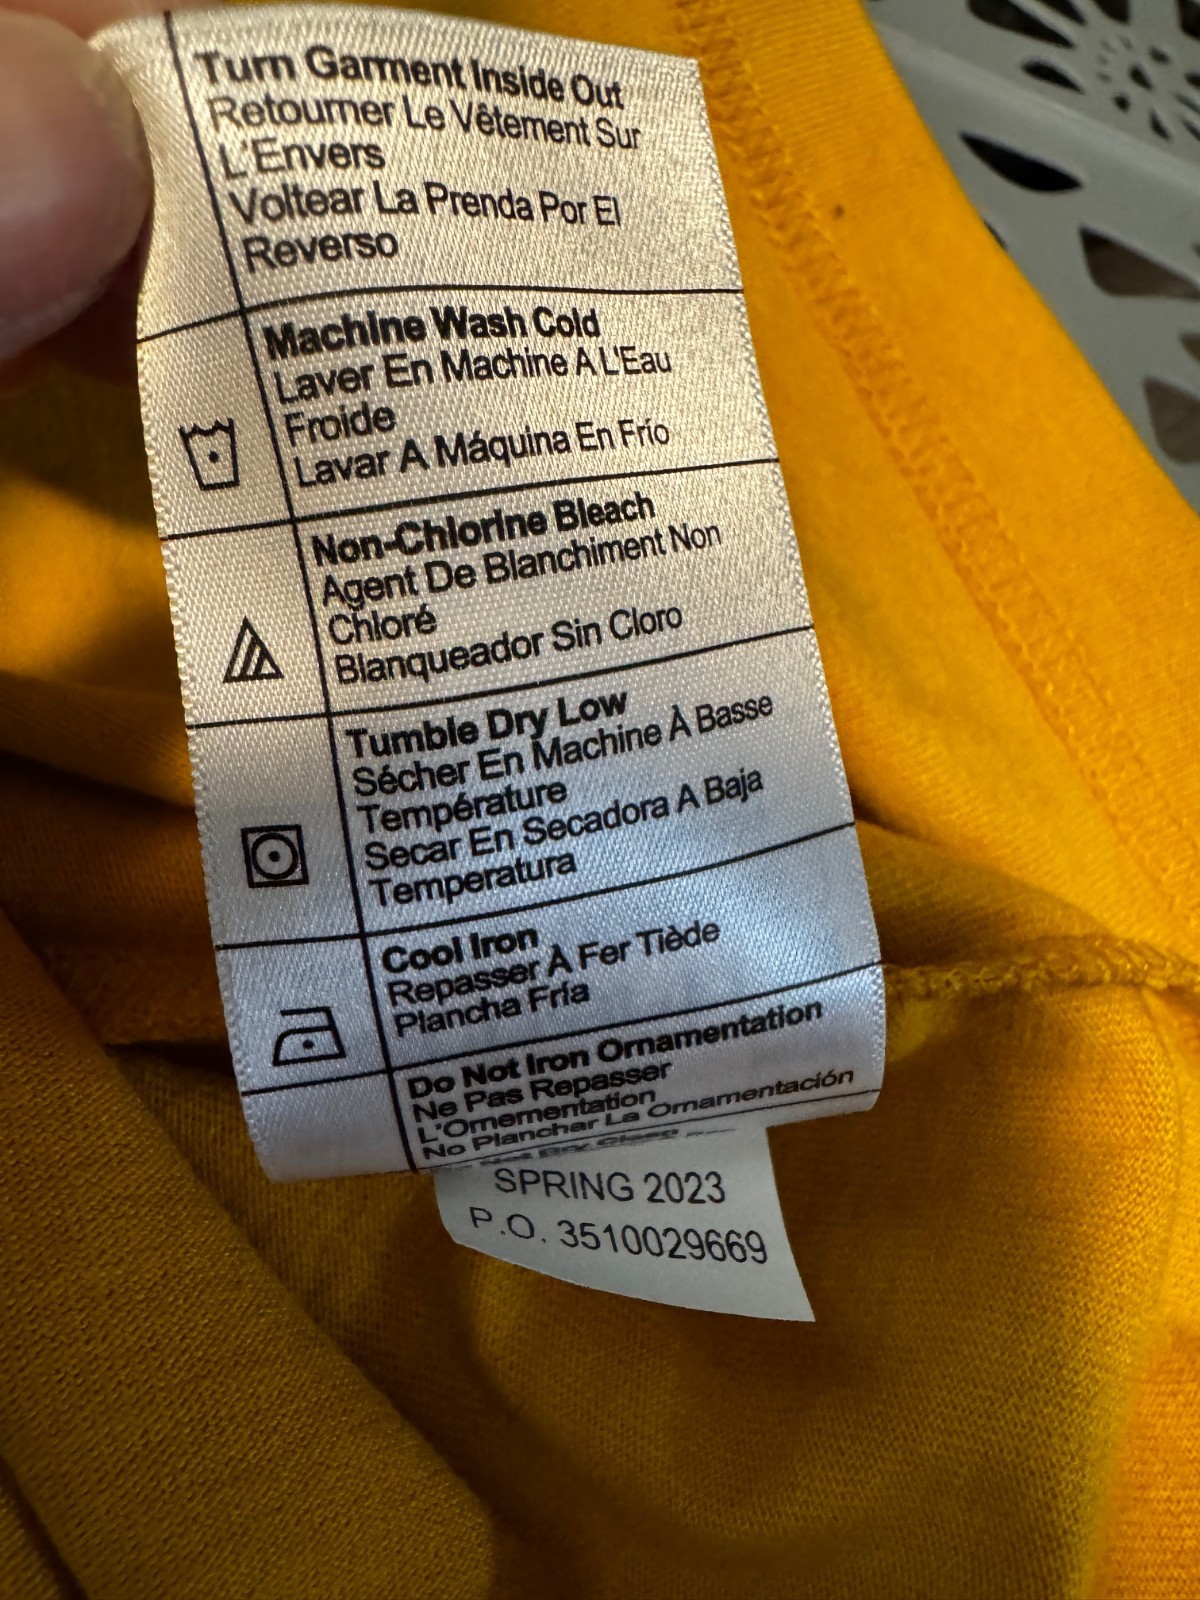 Turn Garment Inside Out
Retourner Le Vêtement Sur
L'Envers
Voltear La Prenda Por El
Reverso
Machine Wash Cold
Laver En Machine A L'Eau
Froide
Lavar A Máquina En Frío
Non-Chlorine Bleach
Agent De Blanchiment Non
Chloré
Blanqueador Sin Cloro
Tumble Dry Low
Sécher En Machine À Basse
Température
Secar En Secadora A Baja
Temperatura
Cool Iron
Repasser À Fer Tiède
Plancha Fría
Do Not Iron Ornamentation
Ne Pas Repasser
L'Ornementation
No Planchar La Ornamentación
Not Dry Clean
SPRING 2023
P.O. 3510029669